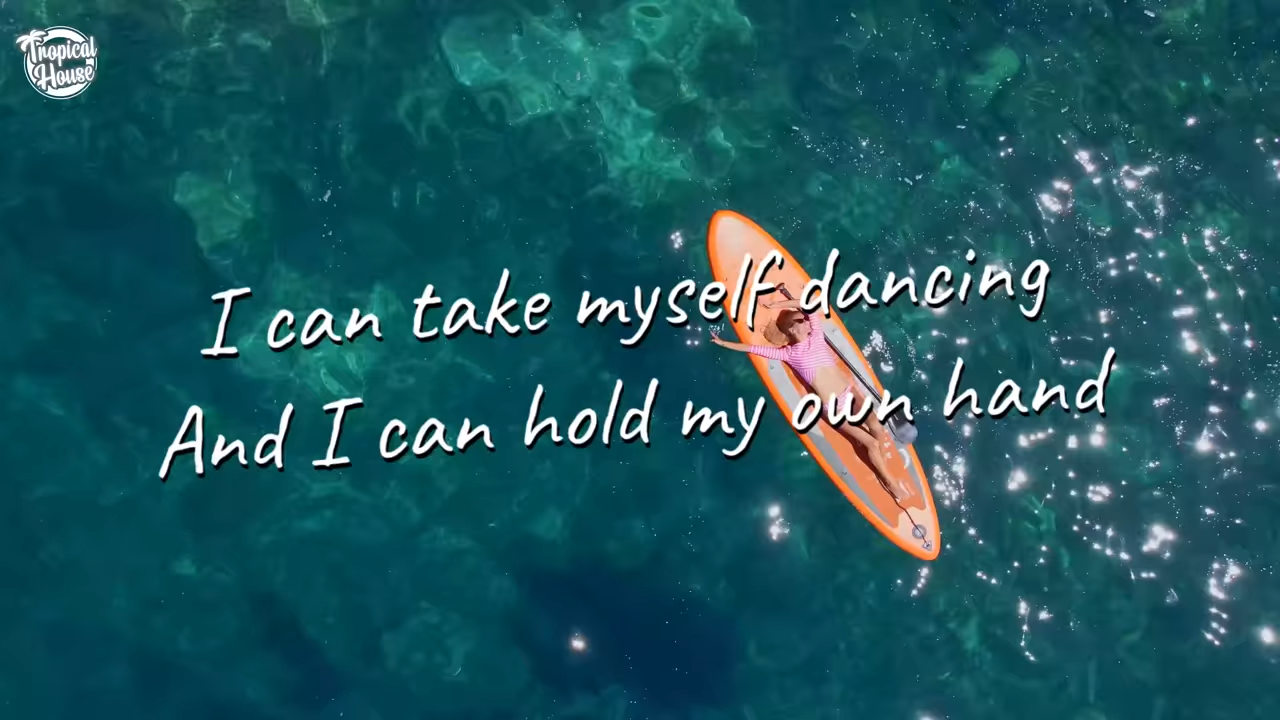 Tropical
House
I can take myself dancing
And I can hold my own hand